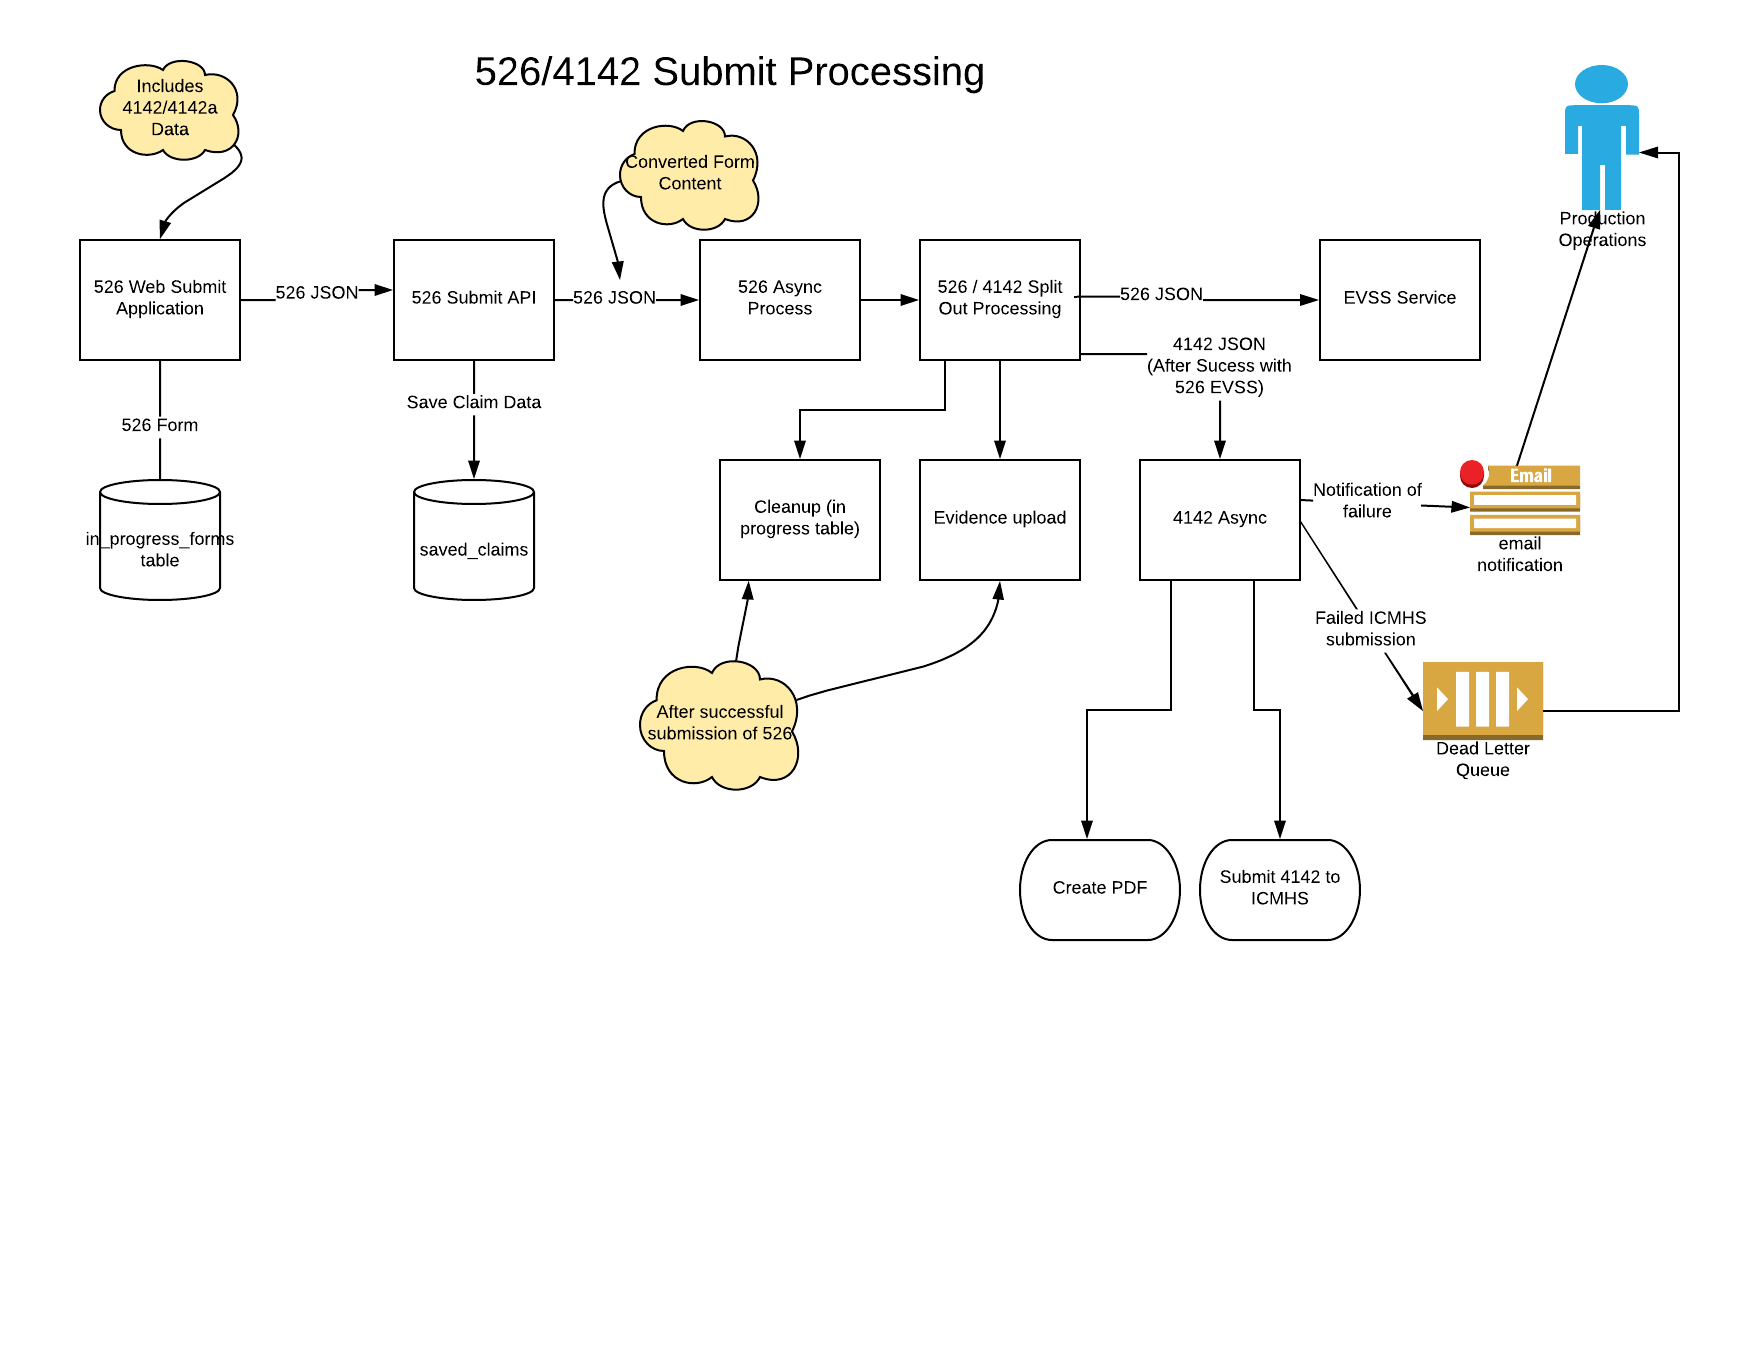 526/4142 Submit Processing
Includes
4142/4142a
Data
Converted Form
Content
Production
Operations
526 Web Submit
Application
526 JSON
526 Submit API
526 JSON
526 Async
Process
526 / 4142 Split
Out Processing
526 JSON
EVSS Service
4142 JSON
(After Sucess with
526 EVSS)
526 Form
Save Claim Data
in_progress_forms
table
saved_claims
Cleanup (in
progress table)
Evidence upload
4142 Async
Notification of
failure
Email
email
notification
Failed ICMHS
submission
After successful
submission of 526
Dead Letter
Queue
Create PDF
Submit 4142 to
ICMHS